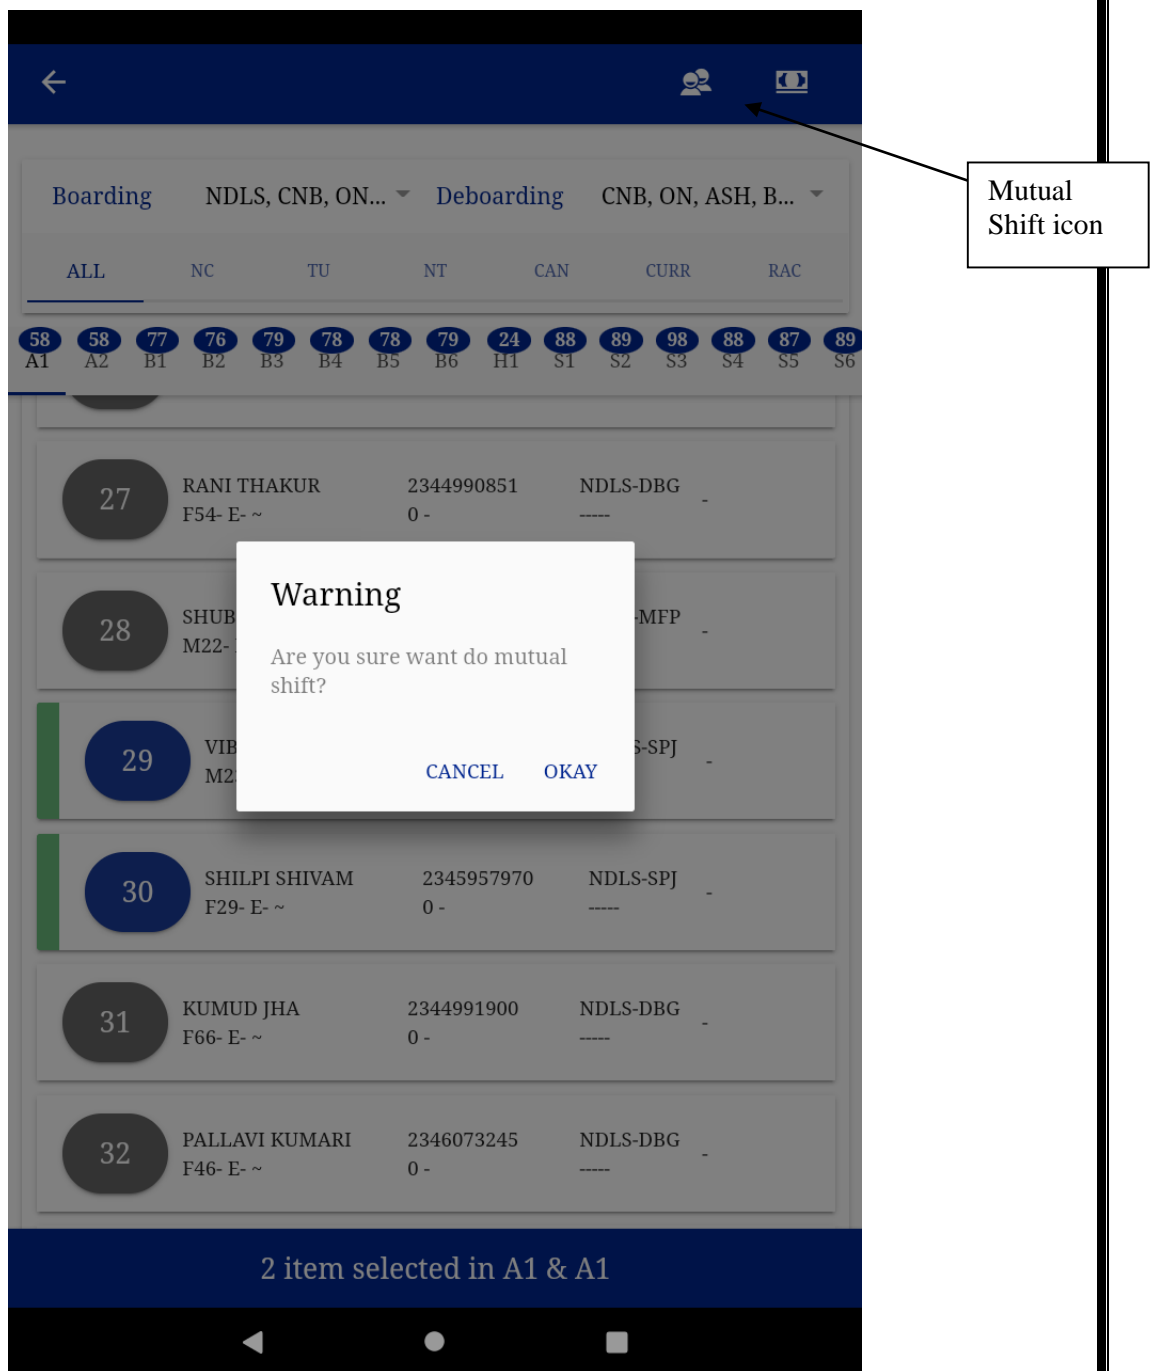 Mutual
Shift icon
Boarding NDLS, CNB, ON... Deboarding CNB, ON, ASH, B...
ALL NC TU NT CAN CURR RAC
58 58 77 76 79 78 78 79 24 88 89 98 88 87 89
A1 A2 B1 B2 B3 B4 B5 B6 H1 S1 S2 S3 S4 S5 S6
27 RANI THAKUR 2344990851 NDLS-DBG -
F54- E- ~ 0 - -----
Warning
Are you sure want do mutual
shift?
CANCEL OKAY
28 SHUB -MFP -
M22-
29 VIB S-SPJ -
M2
30 SHILPI SHIVAM 2345957970 NDLS-SPJ -
F29- E- ~ 0 - -----
31 KUMUD JHA 2344991900 NDLS-DBG -
F66- E- ~ 0 - -----
32 PALLAVI KUMARI 2346073245 NDLS-DBG -
F46- E- ~ 0 - -----
2 item selected in A1 & A1